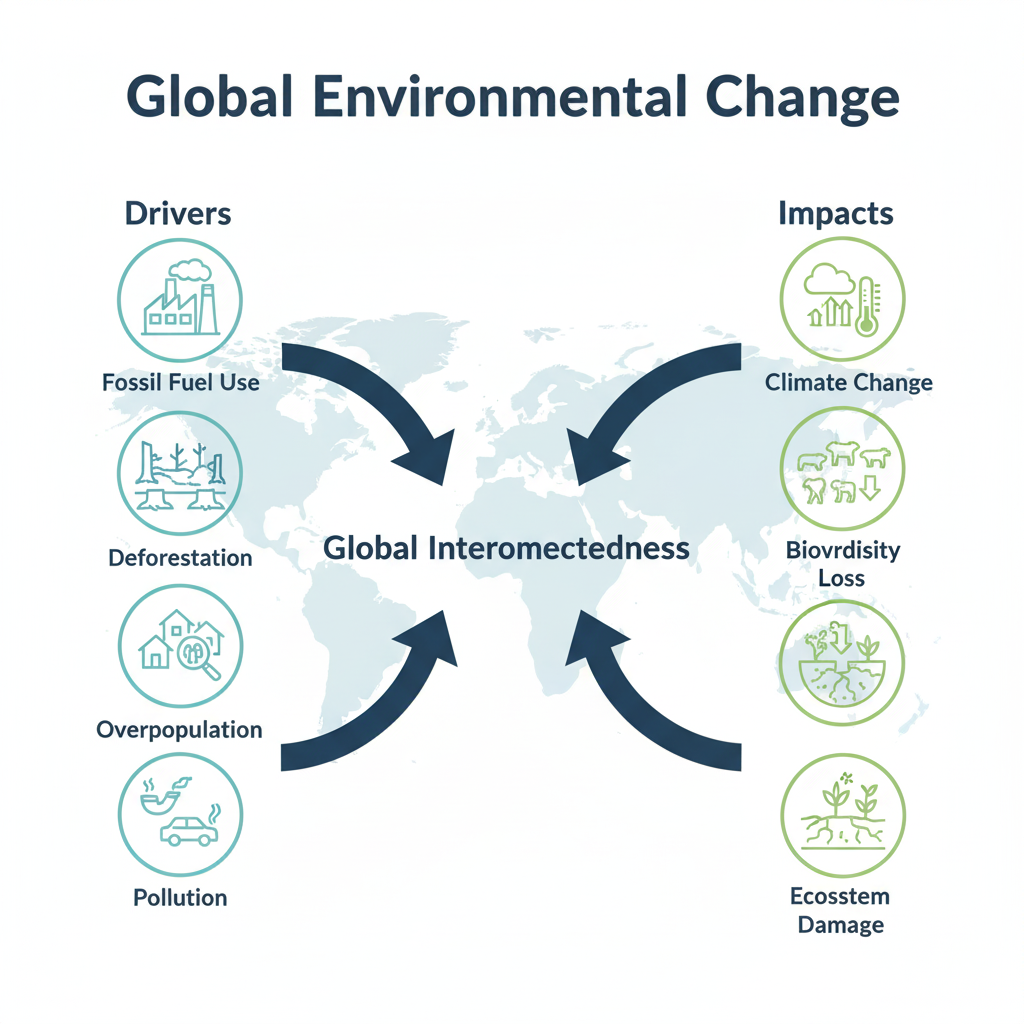 Global Environmental Change
Drivers
Impacts
Fossil Fuel Use
Climate Change
Deforestation
Global Interomectedness
Biovrdisity
Loss
Overpopulation
Pollution
Ecosstem
Damage